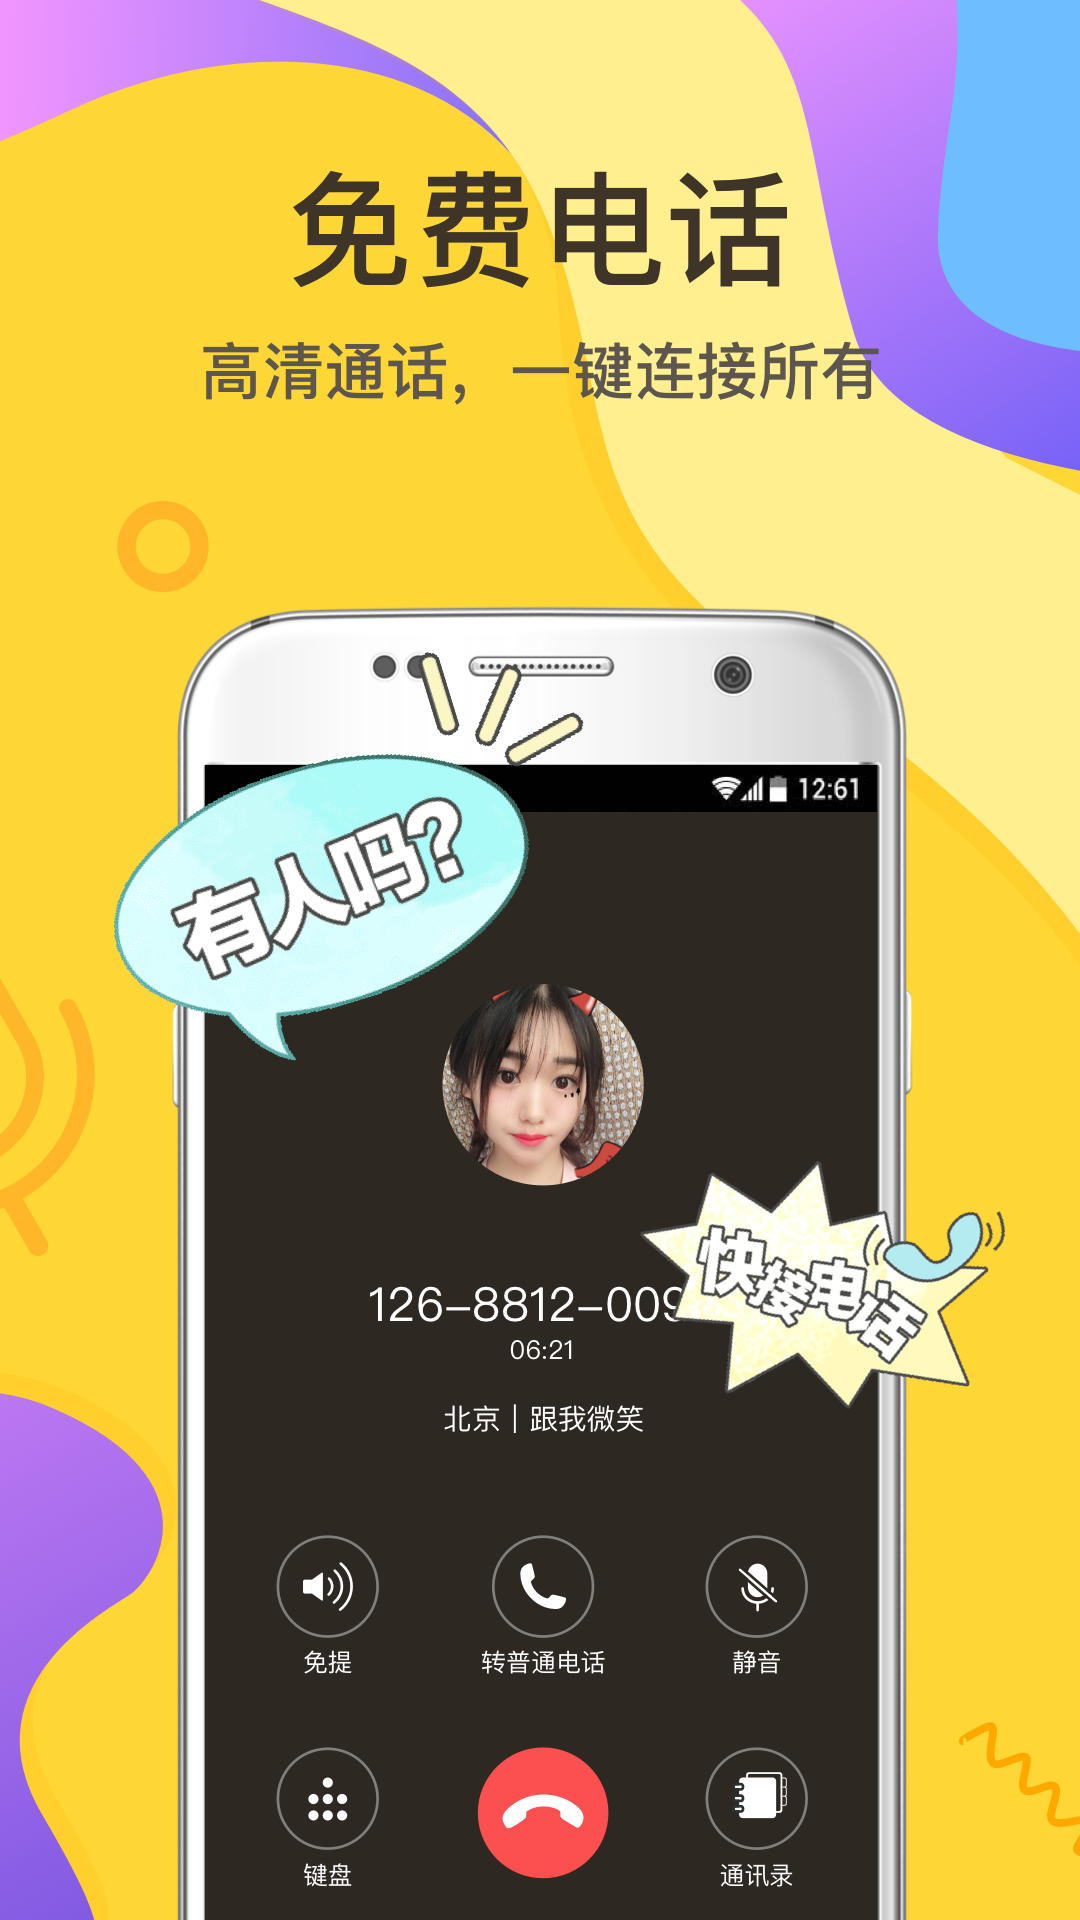 免费电话
高清通话，一键连接所有
12:61
有人吗?
快接电话
126-8812-009
06:21
北京｜跟我微笑
免提
转普通电话
静音
键盘
通讯录